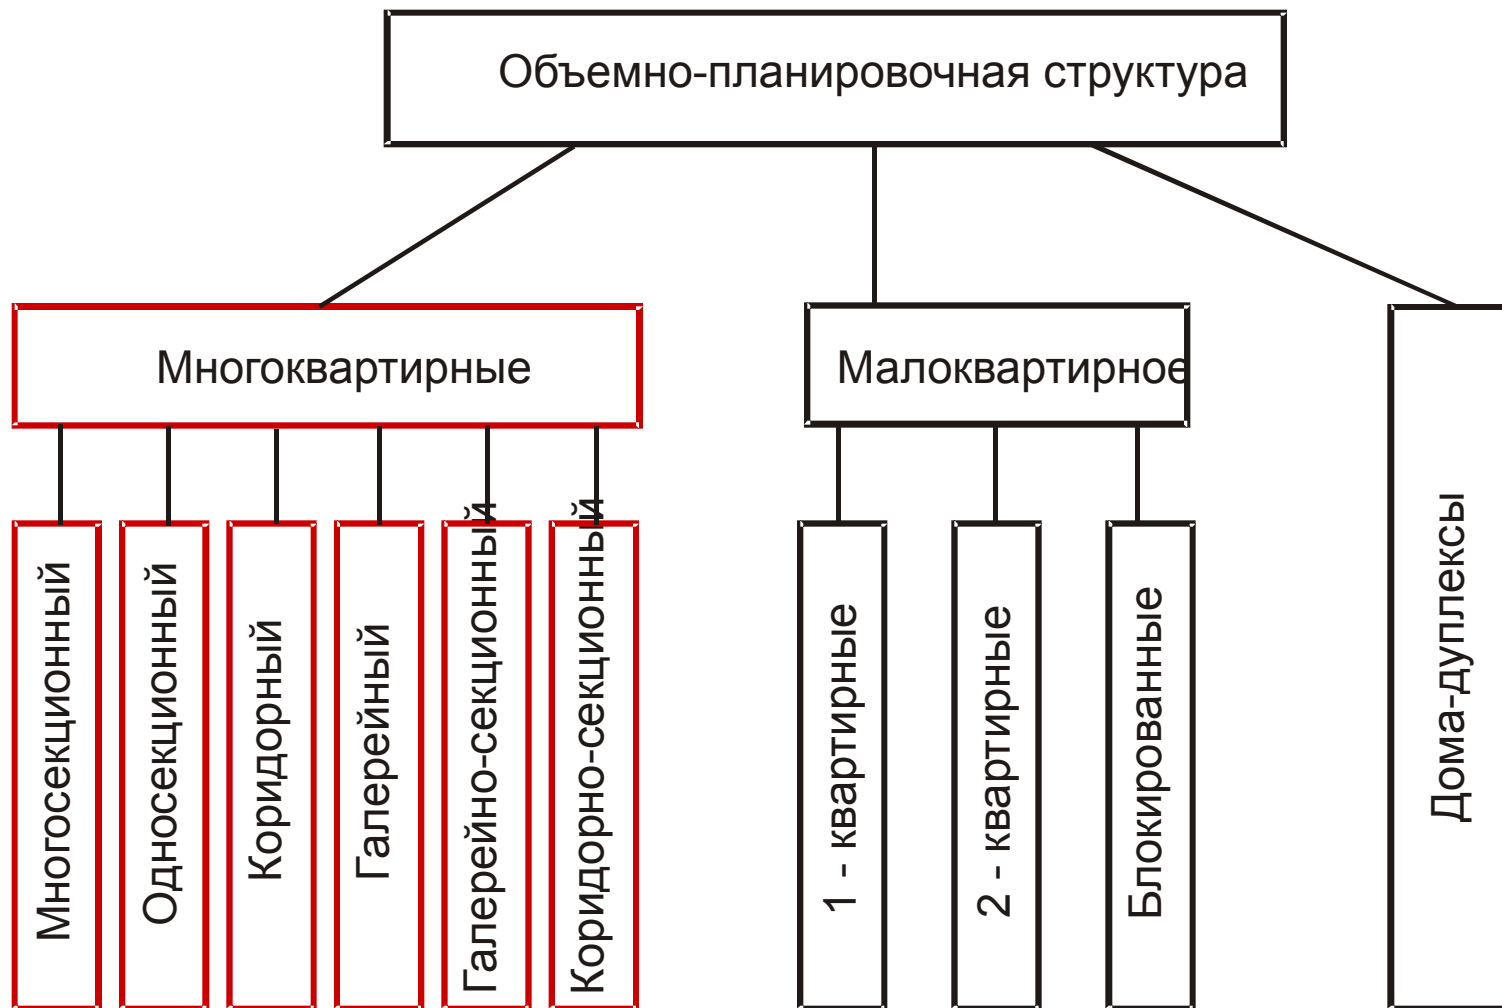 Объемно-планировочная структура
Многоквартирные
Малоквартирное
Многосекционный
Односекционный
Коридорный
Галерейный
Галерейно-секционный
Коридорно-секционный
1 - квартирные
2 - квартирные
Блокированные
Дома-дуплексы